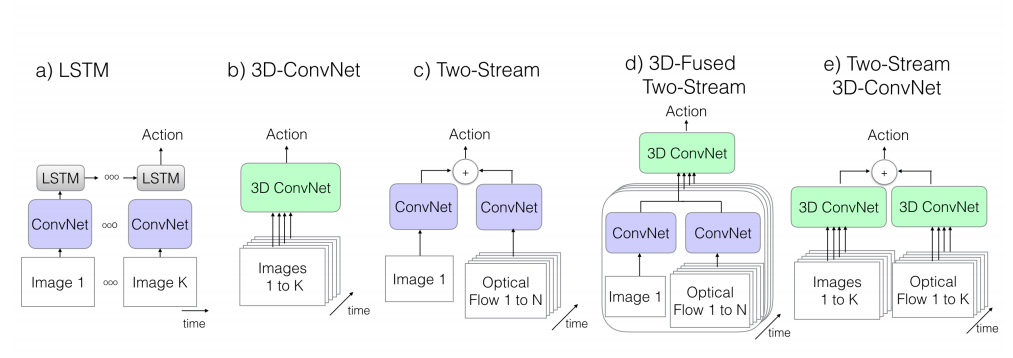 a) LSTM
Action
LSTM
LSTM
ConvNet
ConvNet
Image 1
Image K
time
b) 3D-ConvNet
Action
3D ConvNet
Images
1 to K
time
c) Two-Stream
Action
+
ConvNet
ConvNet
Image 1
Optical
Flow 1 to N
time
d) 3D-Fused
Two-Stream
Action
3D ConvNet
ConvNet
ConvNet
Image 1
Optical
Flow 1 to N
time
e) Two-Stream
3D-ConvNet
Action
+
3D ConvNet
3D ConvNet
Images
1 to K
Optical
Flow 1 to K
time